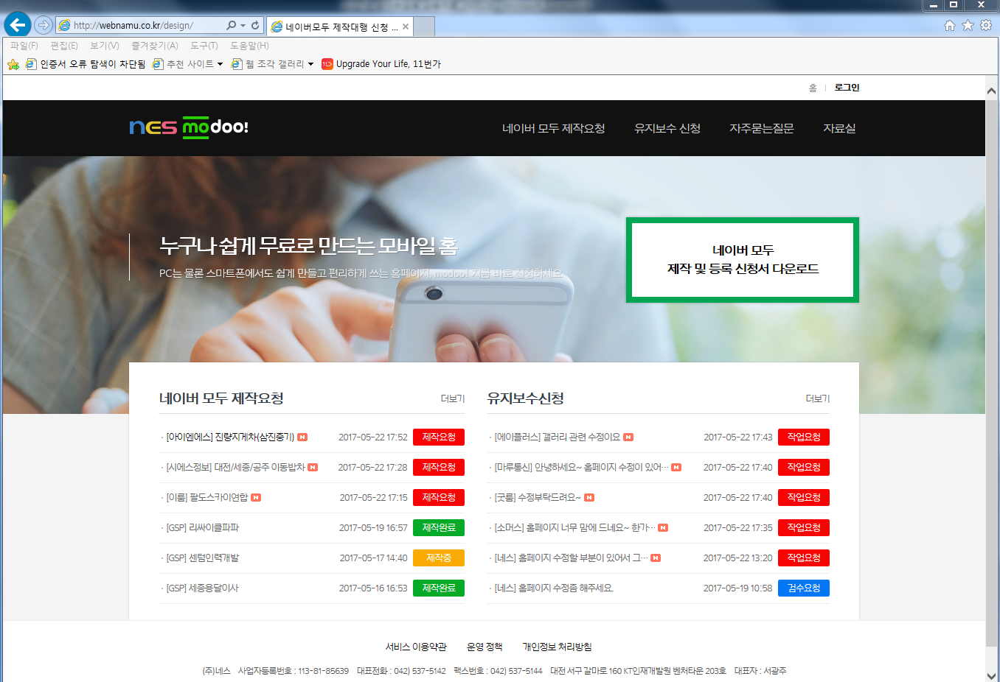 http://webnamu.co.kr/design/
네이버모두 제작대행 신청 ...
파일(F) 편집(E) 보기(V) 즐겨찾기(A) 도구(T) 도움말(H)
인증서 오류 탐색이 차단됨 추천 사이트 웹 조각 갤러리 Upgrade Your Life, 11번가
홈 로그인
nes modoo! 네이버 모두 제작요청 유지보수 신청 자주묻는질문 자료실
누구나 쉽게 무료로 만드는 모바일 홈
PC는 물론 스마트폰에서도 쉽게 만들고 편리하게 쓰는 홈페이지, modoo! 지금 바로 신청하세요
네이버 모두
제작 및 등록 신청서 다운로드
네이버 모두 제작요청 더보기
· [아이엔에스] 진량지게차(삼진중기) N 2017-05-22 17:52 제작요청
· [시에스정보] 대전/세종/공주 이동밥차 N 2017-05-22 17:28 제작요청
· [이룸] 팔도스카이연합 N 2017-05-22 17:15 제작요청
· [GSP] 리싸이클파파 2017-05-19 16:57 제작완료
· [GSP] 센텀인력개발 2017-05-17 14:40 제작중
· [GSP] 세종용달이사 2017-05-16 16:53 제작완료
유지보수신청 더보기
· [에이플러스] 갤러리 관련 수정이요 N 2017-05-22 17:43 작업요청
· [마루통신] 안녕하세요~ 홈페이지 수정이 있어… N 2017-05-22 17:40 작업요청
· [굿룸] 수정부탁드려요~ N 2017-05-22 17:40 작업요청
· [소머스] 홈페이지 너무 맘에 드네요~ 한가… N 2017-05-22 17:35 작업요청
· [네스] 홈페이지 수정할 부분이 있어서 그… N 2017-05-22 13:20 작업요청
· [네스] 홈페이지 수정좀 해주세요. 2017-05-19 10:58 검수요청
서비스 이용약관 운영 정책 개인정보 처리방침
(주)네스 사업자등록번호 : 113-81-85639 대표전화 : 042) 537-5142 팩스번호 : 042) 537-5144 대전 서구 갈마로 160 KT인재개발원 벤처타운 203호 대표자 : 서광주